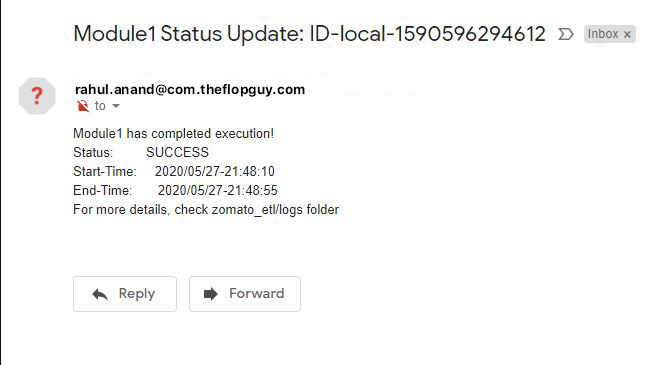 Module1 Status Update: ID-local-1590596294612 Inbox x
?
rahul.anand@com.theflopguy.com
to
Module1 has completed execution!
Status: SUCCESS
Start-Time: 2020/05/27-21:48:10
End-Time: 2020/05/27-21:48:55
For more details, check zomato_etl/logs folder
Reply Forward